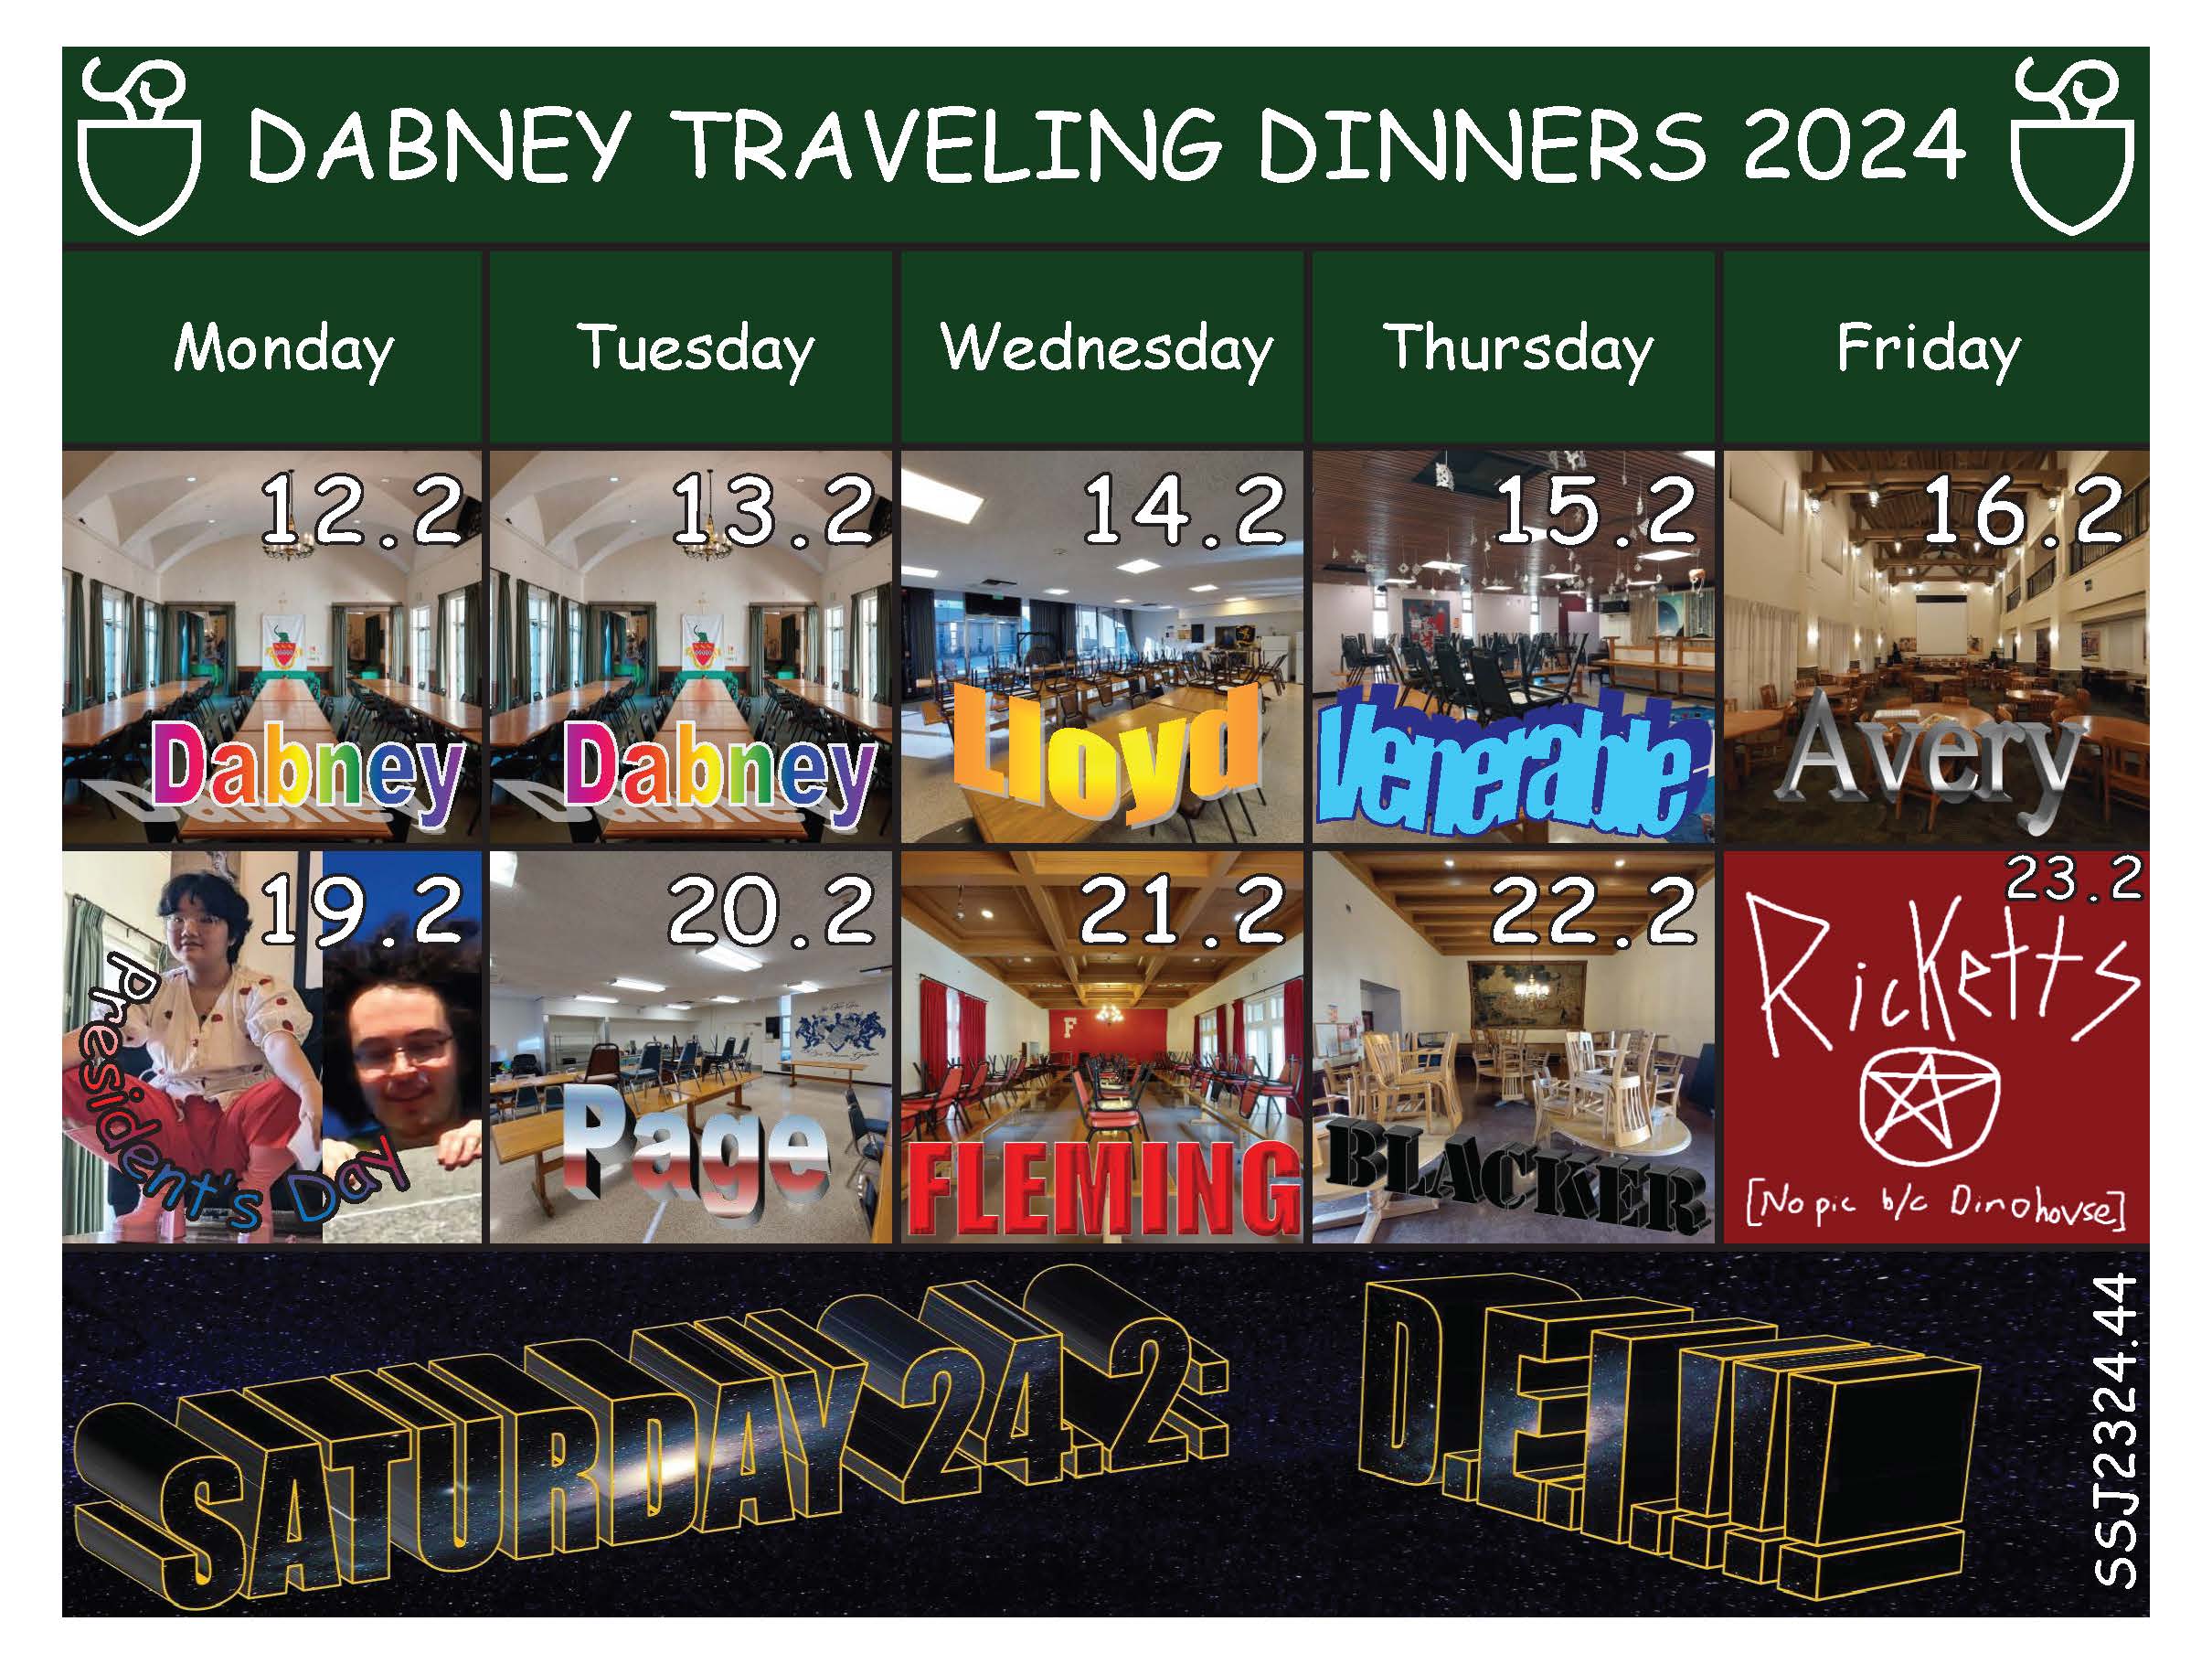 DABNEY TRAVELING DINNERS 2024
Monday
Tuesday
Wednesday
Thursday
Friday
12.2
Dabney
13.2
Dabney
14.2
Lloyd
15.2
Venerable
16.2
Avery
19.2
President's Day
20.2
Page
21.2
F
FLEMING
22.2
BLACKER
23.2
Ricketts
[No pic b/c Dinohovse]
SATURDAY 24.2:
D.E.I.!!!
SSJ2324.44